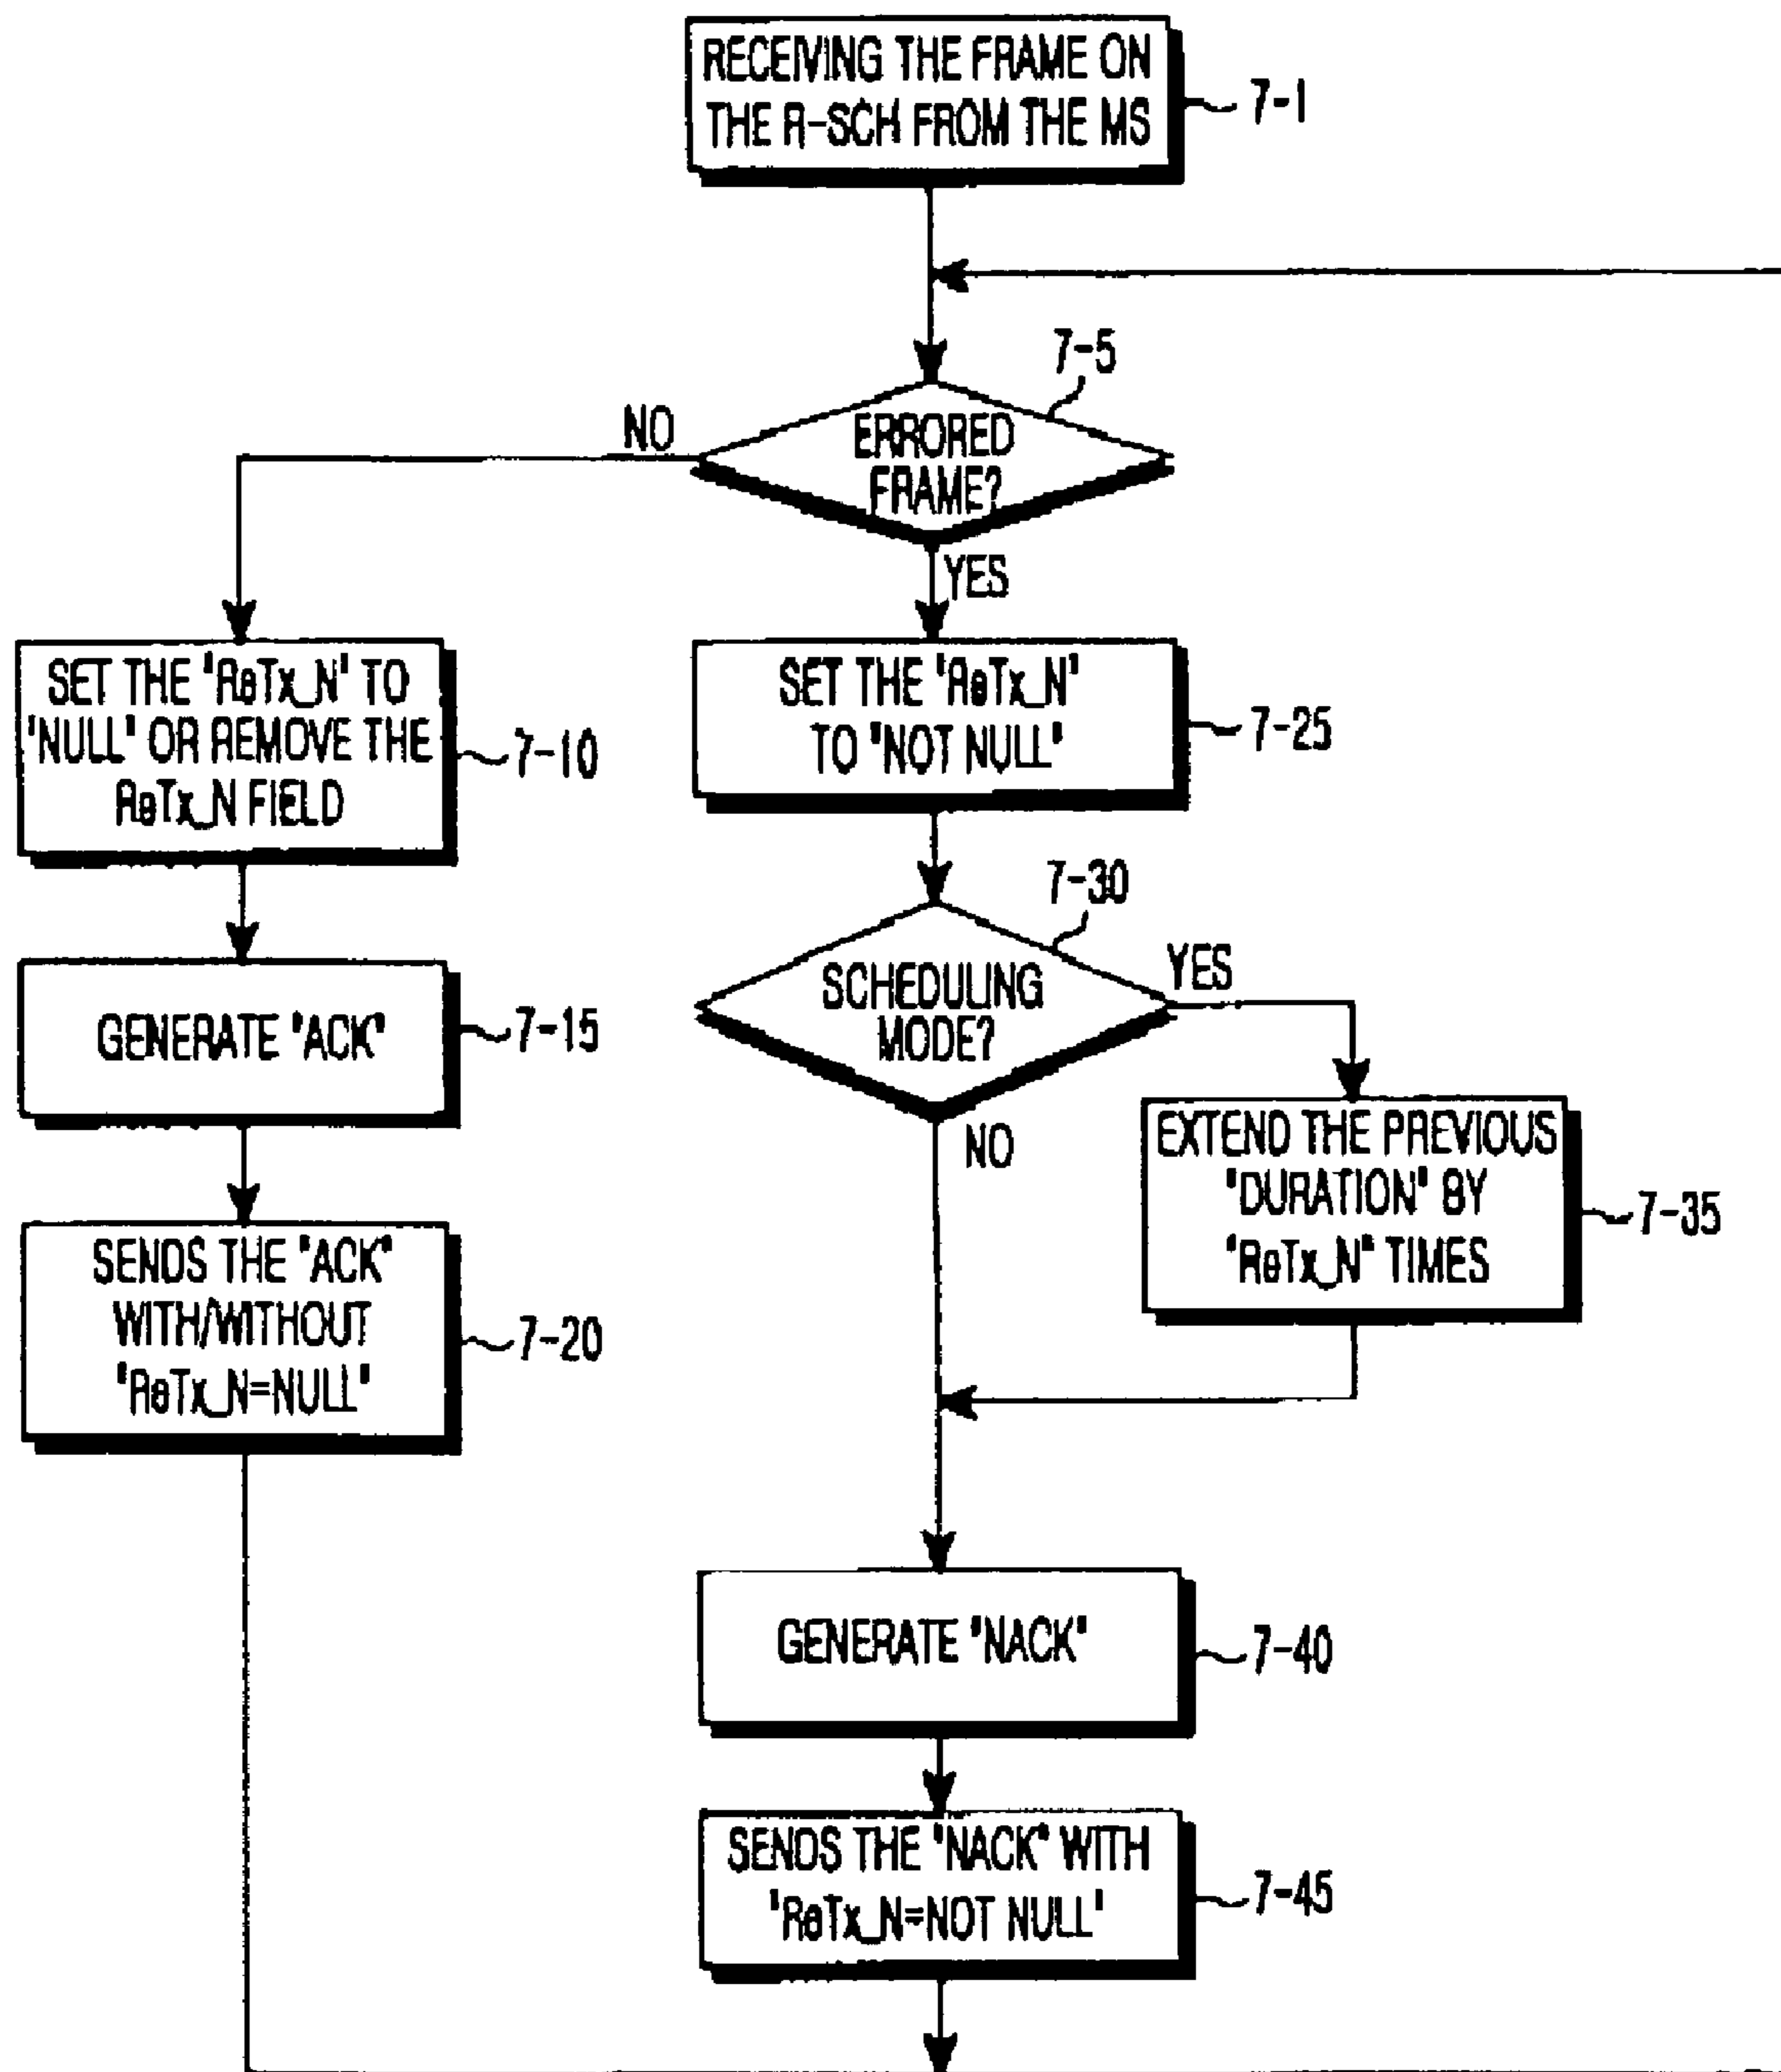 RECEIVING THE FRAME ON
THE R-SCH FROM THE MS
7-1
7-5
ERRORED
FRAME?
NO
YES
SET THE "ReTx_N" TO
"NULL" OR REMOVE THE
ReTx_N FIELD
7-10
SET THE "ReTx_N"
TO "NOT NULL"
7-25
7-30
SCHEDULING
MODE?
YES
NO
GENERATE "ACK"
7-15
EXTEND THE PREVIOUS
"DURATION" BY
"ReTx_N" TIMES
7-35
SENDS THE "ACK"
WITH/WITHOUT
"ReTx_N=NULL"
7-20
GENERATE "NACK"
7-40
SENDS THE "NACK" WITH
"ReTx_N=NOT NULL"
7-45